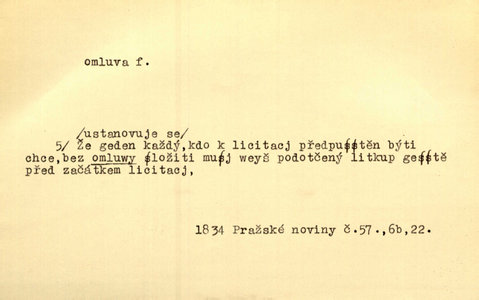 omluva f.
/ustanovuje se/
5/ Že geden každý,kdo k licitacj předpuſſtěn býti
chce,bez omluwy ſložiti muſj weyš podotčený litkup geſſtě
před začátkem licitacj,
1834 Pražské noviny č.57.,6b,22.